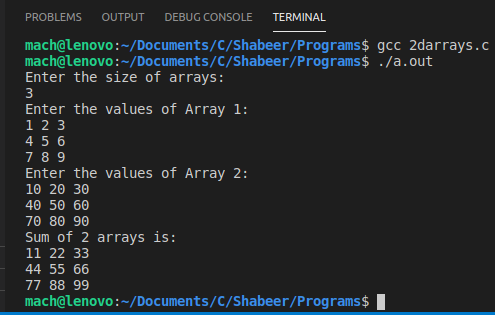 PROBLEMS OUTPUT DEBUG CONSOLE TERMINAL
mach@lenovo:~/Documents/C/Shabeer/Programs$ gcc 2darrays.c
mach@lenovo:~/Documents/C/Shabeer/Programs$ ./a.out
Enter the size of arrays:
3
Enter the values of Array 1:
1 2 3
4 5 6
7 8 9
Enter the values of Array 2:
10 20 30
40 50 60
70 80 90
Sum of 2 arrays is:
11 22 33
44 55 66
77 88 99
mach@lenovo:~/Documents/C/Shabeer/Programs$